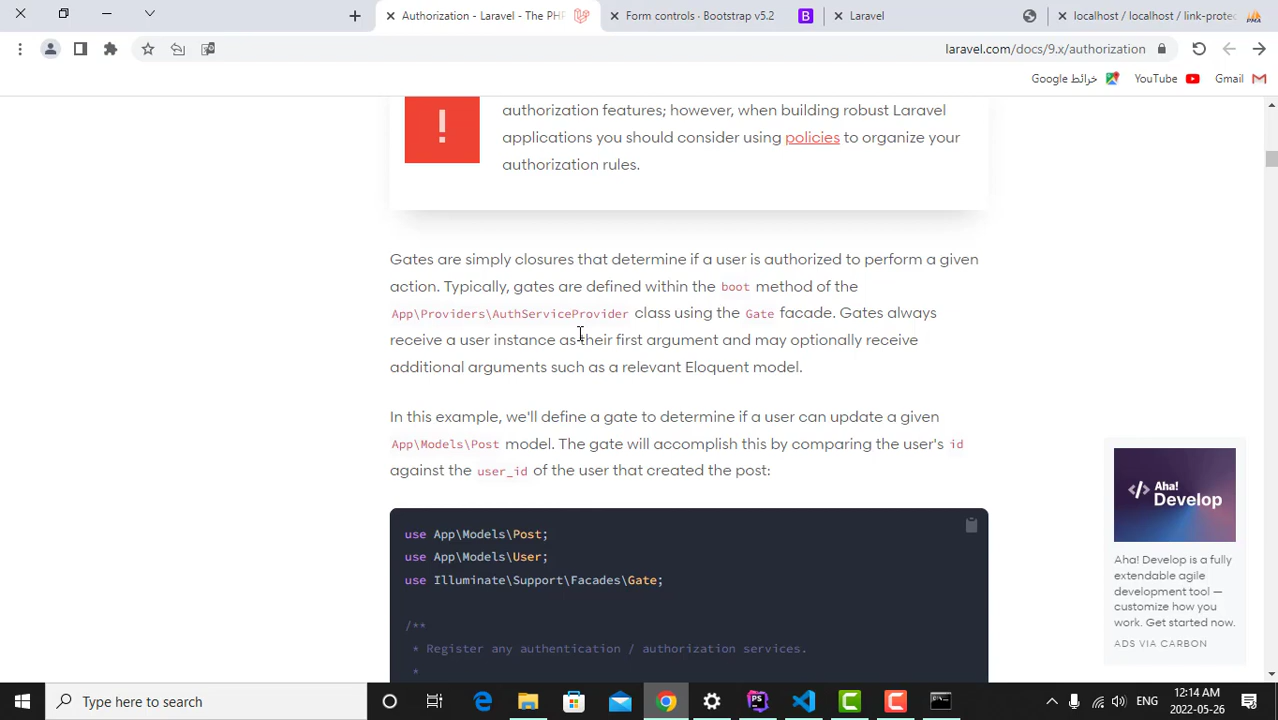 Authorization - Laravel - The PHP
Form controls · Bootstrap v5.2
Laravel
localhost / localhost / link-protec
laravel.com/docs/9.x/authorization
خرائط Google
YouTube
Gmail
authorization features; however, when building robust Laravel
applications you should consider using policies to organize your
authorization rules.
!
Gates are simply closures that determine if a user is authorized to perform a given
action. Typically, gates are defined within the boot method of the
App\Providers\AuthServiceProvider class using the Gate facade. Gates always
receive a user instance as their first argument and may optionally receive
additional arguments such as a relevant Eloquent model.
In this example, we'll define a gate to determine if a user can update a given
App\Models\Post model. The gate will accomplish this by comparing the user's id
against the user_id of the user that created the post:
use App\Models\Post;
use App\Models\User;
use Illuminate\Support\Facades\Gate;
/**
* Register any authentication / authorization services.
*
</> Aha!
Develop
Aha! Develop is a fully
extendable agile
development tool —
customize how you
work. Get started now.
ADS VIA CARBON
Type here to search
ENG
12:14 AM
2022-05-26